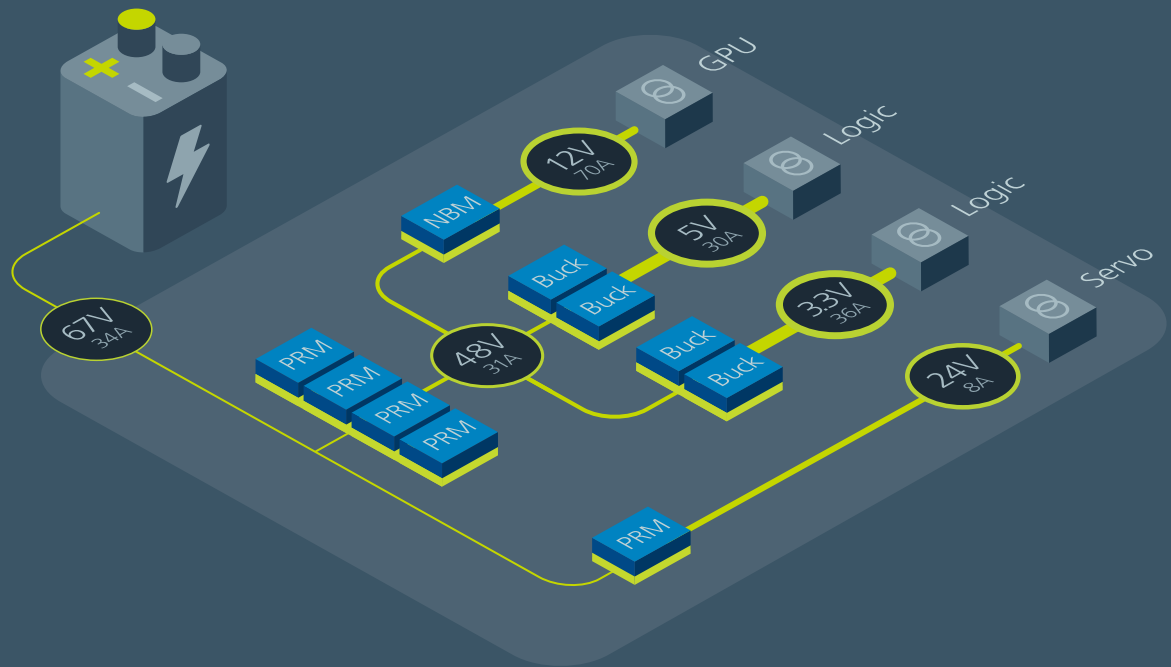 GPU
Logic
Logic
Servo
12V
70A
NBM
5V
30A
Buck
Buck
3.3V
36A
Buck
Buck
67V
34A
48V
31A
24V
8A
PRM
PRM
PRM
PRM
PRM